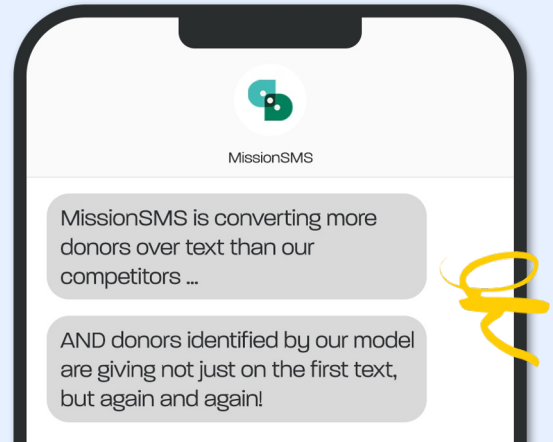 MissionSMS
MissionSMS is converting more
donors over text than our
competitors ...
AND donors identified by our model
are giving not just on the first text,
but again and again!